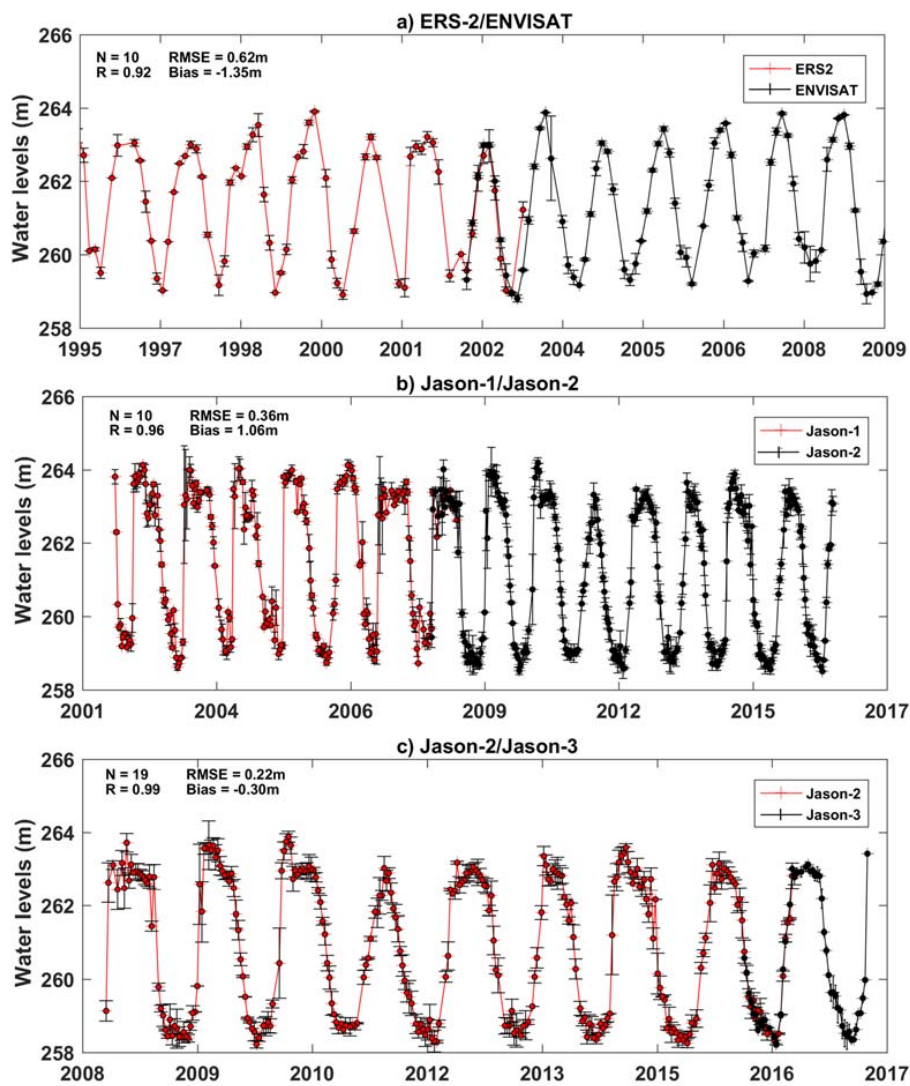 a) ERS-2/ENVISAT
266
N = 10 RMSE = 0.62m
R = 0.92 Bias = -1.35m
ERS2
ENVISAT
264
Water levels (m)
262
260
258
1995 1997 1998 2000 2001 2002 2004 2005 2006 2008 2009
b) Jason-1/Jason-2
266
N = 10 RMSE = 0.36m
R = 0.96 Bias = 1.06m
Jason-1
Jason-2
264
Water levels (m)
262
260
258
2001 2004 2006 2009 2012 2015 2017
c) Jason-2/Jason-3
266
N = 19 RMSE = 0.22m
R = 0.99 Bias = -0.30m
Jason-2
Jason-3
264
Water levels (m)
262
260
258
2008 2009 2010 2012 2013 2015 2016 2017